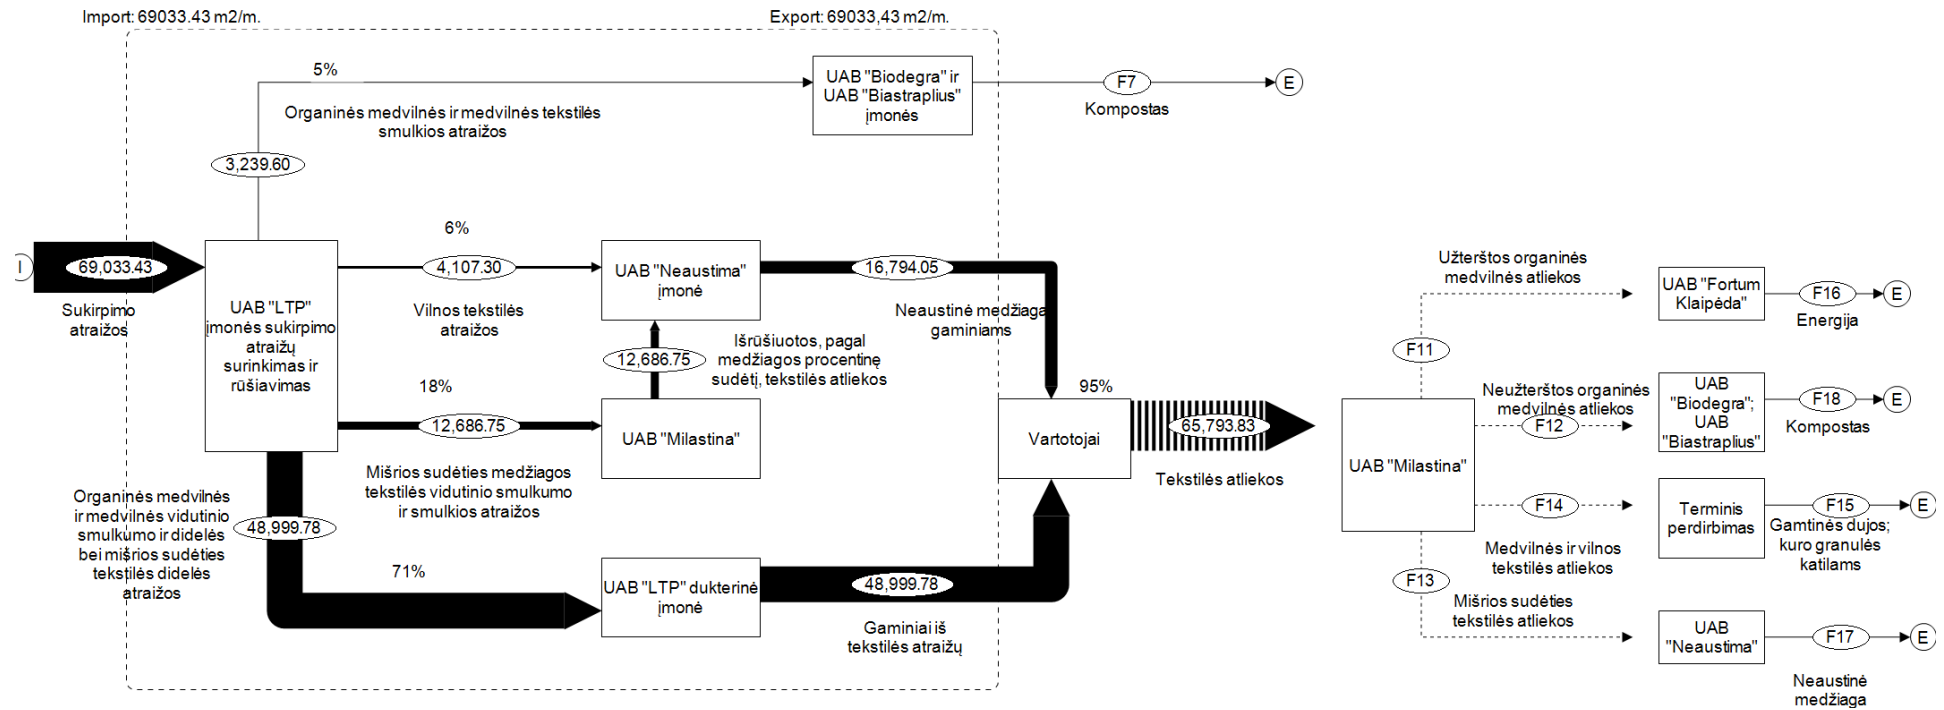 Import: 69033.43 m2/m.
Export: 69033,43 m2/m.
5%
UAB "Biodegra" ir
UAB "Biastraplius"
įmonės
F7
E
Kompostas
Organinės medvilnės ir medvilnės tekstilės
smulkios atraižos
3,239.60
I
69,033.43
Sukirpimo
atraižos
UAB "LTP"
įmonės sukirpimo
atraižų
surinkimas ir
rūšiavimas
6%
4,107.30
Vilnos tekstilės
atraižos
UAB "Neaustima"
įmonė
16,794.05
Neaustinė medžiaga
gaminiams
12,686.75
Išrūšiuotos, pagal
medžiagos procentinę
sudėtį, tekstilės atliekos
18%
12,686.75
Mišrios sudėties medžiagos
tekstilės vidutinio smulkumo
ir smulkios atraižos
UAB "Milastina"
Organinės medvilnės
ir medvilnės vidutinio
smulkumo ir didelės
bei mišrios sudėties
tekstilės didelės
atraižos
48,999.78
71%
UAB "LTP" dukterinė
įmonė
48,999.78
Gaminiai iš
tekstilės atraižų
Vartotojai
95%
65,793.83
Tekstilės atliekos
UAB "Milastina"
Užterštos organinės
medvilnės atliekos
F11
UAB "Fortum
Klaipėda"
F16
E
Energija
Neužterštos organinės
medvilnės atliekos
F12
UAB
"Biodegra";
UAB
"Biastraplius"
F18
E
Kompostas
F14
Medvilnės ir vilnos
tekstilės atliekos
Terminis
perdirbimas
F15
E
Gamtinės dujos;
kuro granulės
katilams
F13
Mišrios sudėties
tekstilės atliekos
UAB
"Neaustima"
F17
E
Neaustinė
medžiaga